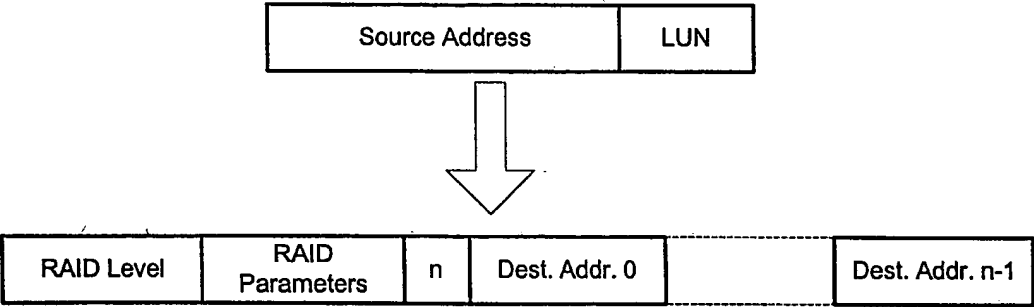 Source Address
LUN
RAID Level
RAID
Parameters
n
Dest. Addr. 0
Dest. Addr. n-1